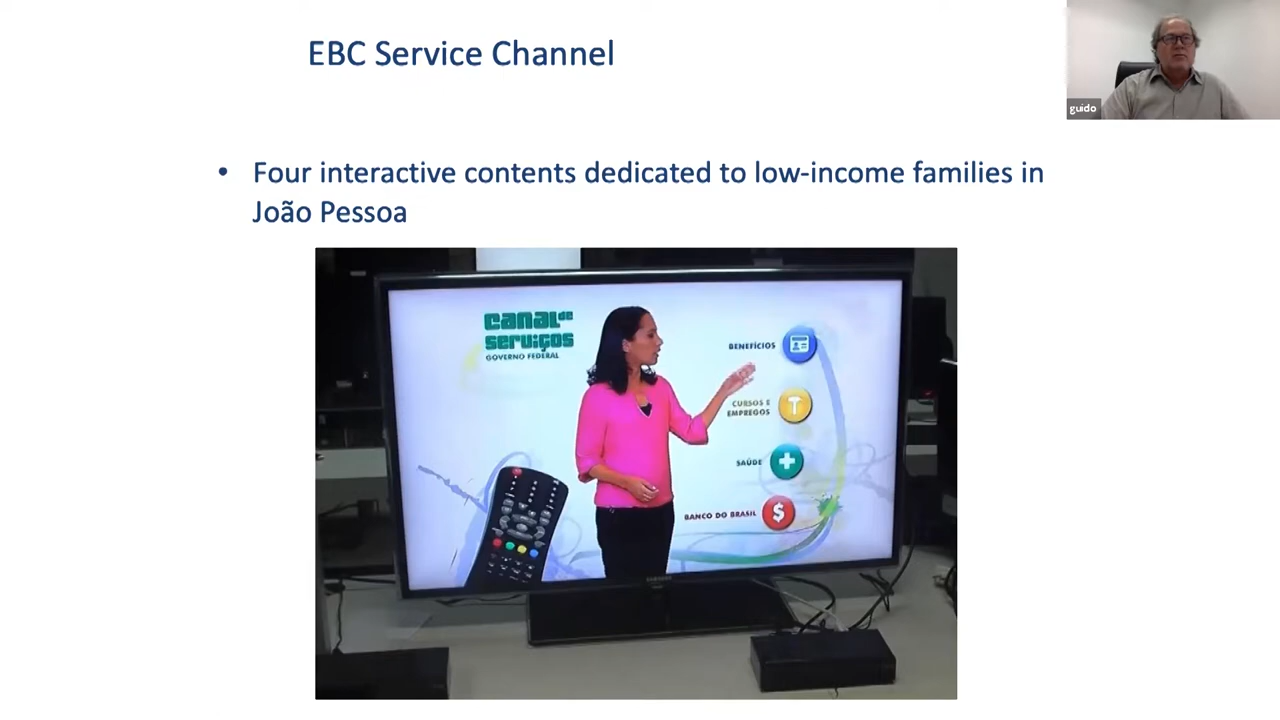 EBC Service Channel
guido
• Four interactive contents dedicated to low-income families in
João Pessoa
canal de
serviços
GOVERNO FEDERAL
BENEFÍCIOS
CURSOS E
EMPREGOS
SAÚDE
BANCO DO BRASIL
$
SAMSUNG